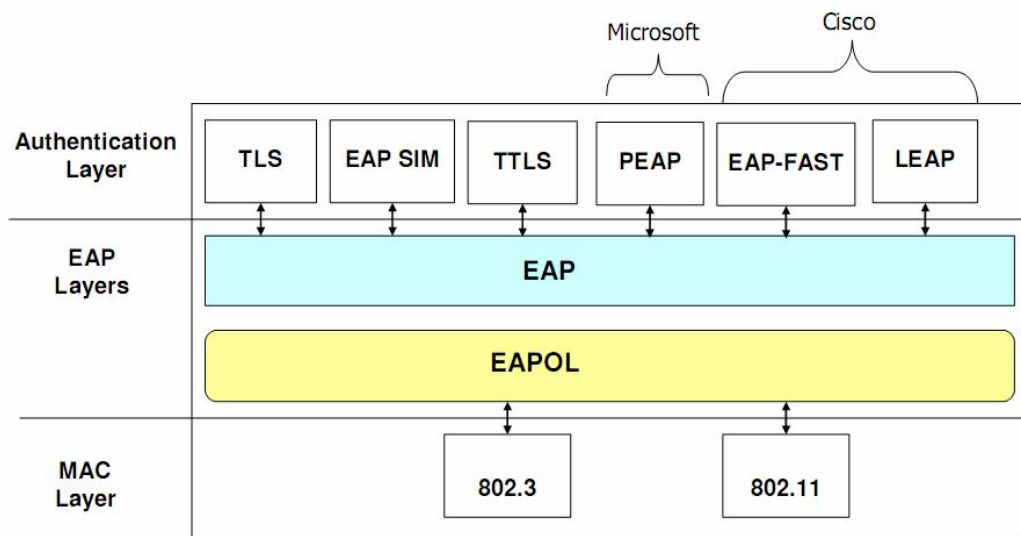 Microsoft
Cisco
Authentication
Layer
TLS
EAP SIM
TTLS
PEAP
EAP-FAST
LEAP
EAP
Layers
EAP
EAPOL
MAC
Layer
802.3
802.11